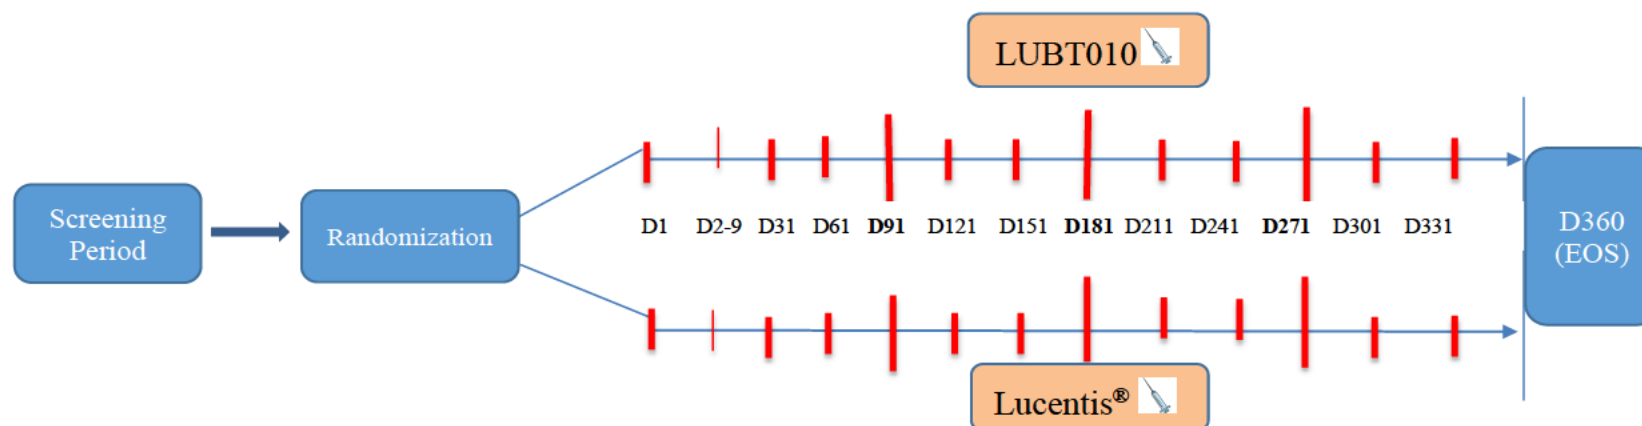 LUBT010
Screening
Period
Randomization
D1 D2-9 D31 D61 D91 D121 D151 D181 D211 D241 D271 D301 D331
D360
(EOS)
Lucentis®